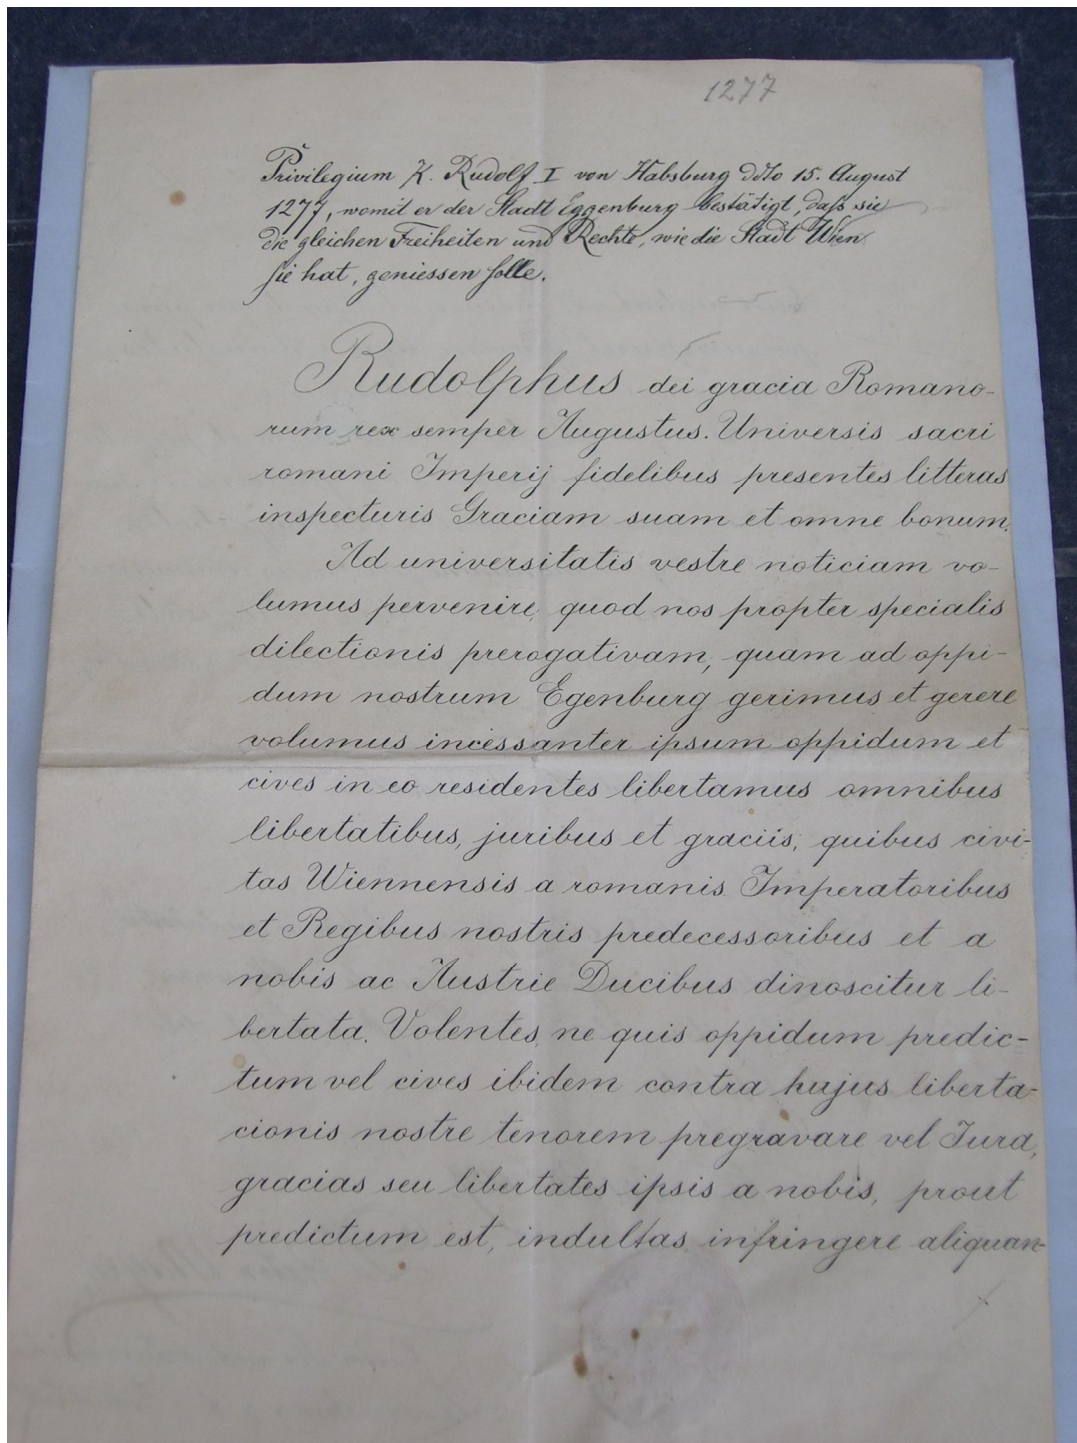 1277
Privilegium K. Rudolf I von Habsburg ddto 15. August
1277, womit er der Stadt Eggenburg bestätigt, daß sie
die gleichen Freiheiten und Rechte, wie die Stadt Wien
sie hat, geniessen solle.
Rudolphus dei gracia Romano-
rum rex semper Augustus. Universis sacri
romani Imperij fidelibus presentes litteras
inspecturis Graciam suam et omne bonum.
Ad universitatis vestre noticiam vo-
lumus pervenire, quod nos propter specialis
dilectionis prerogativam, quam ad oppi-
dum nostrum Egenburg gerimus et gerere
volumus incessanter ipsum oppidum et
cives in eo residentes libertamus omnibus
libertatibus, juribus et graciis, quibus civi-
tas Wiennensis a romanis Imperatoribus
et Regibus nostris predecessoribus et a
nobis ac Austrie Ducibus dinoscitur li-
bertata. Volentes, ne quis oppidum predic-
tum vel cives ibidem contra hujus liberta-
cionis nostre tenorem pregravare vel Jura,
gracias seu libertates ipsis a nobis, prout
predictum est, indultas infringere aliquan-